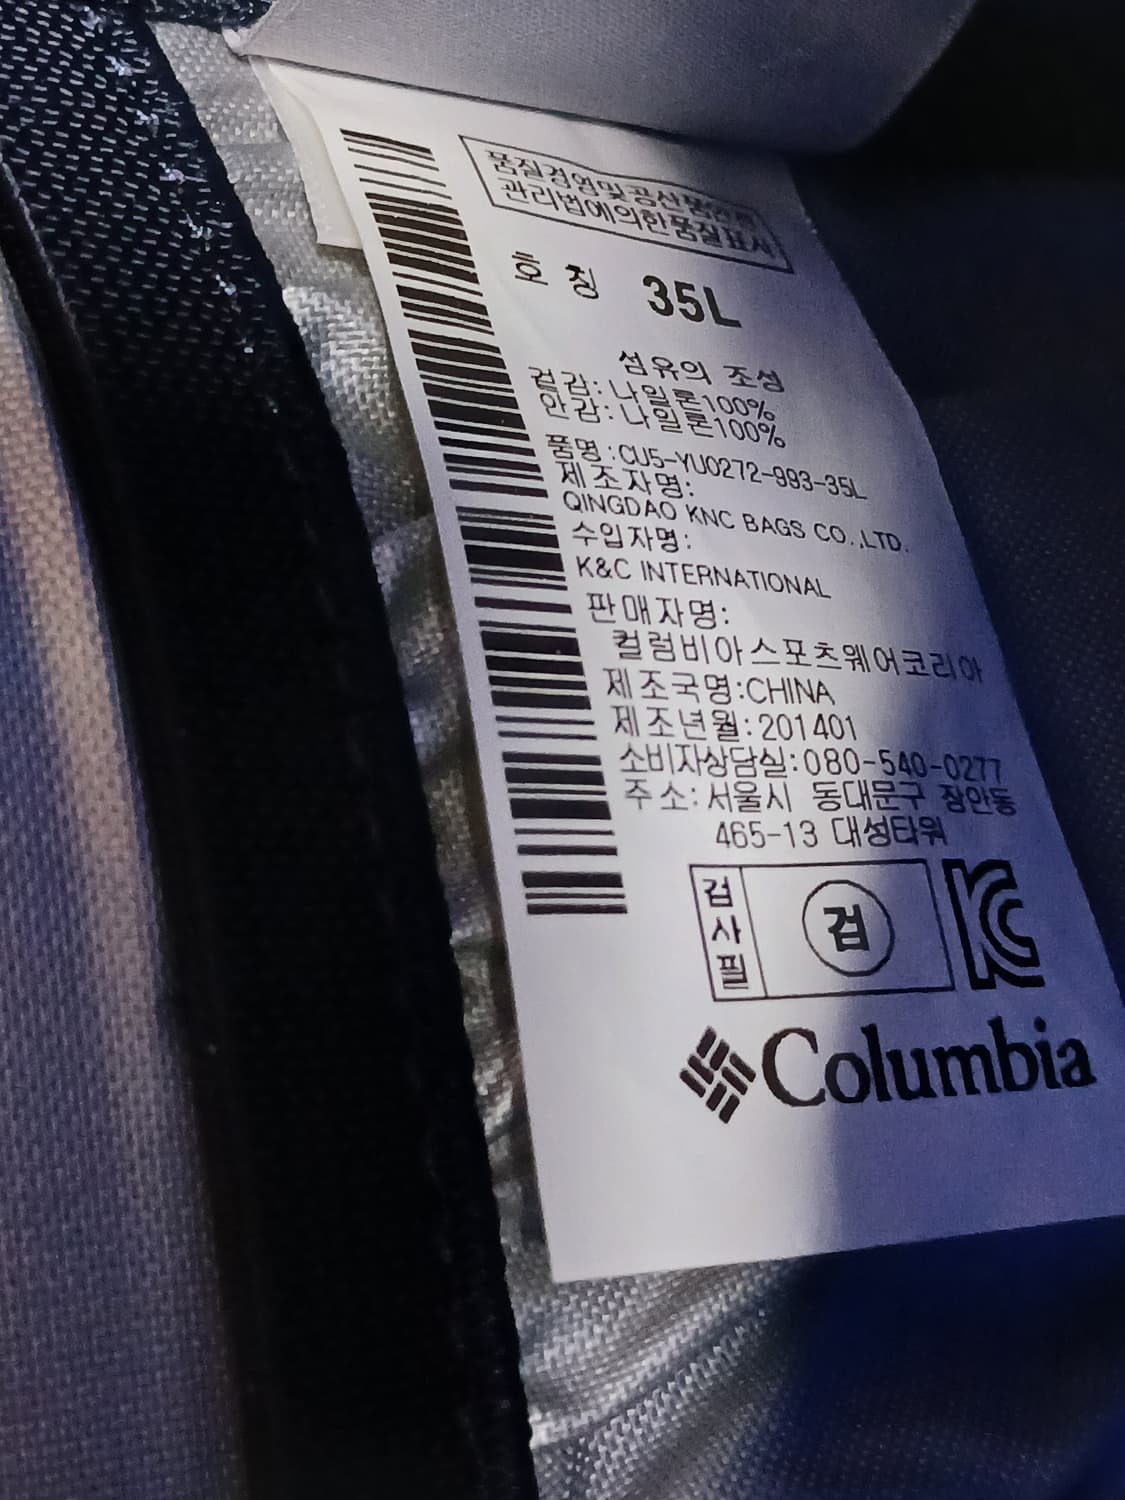 품질경영및공산품안전
관리법에의한품질표시
호 칭 35L
섬유의 조성
겉감:나일론100%
안감:나일론100%
품명:CU5-YU0272-993-35L
제조자명:
QINGDAO KNC BAGS CO.,LTD.
수입자명:
K&C INTERNATIONAL
판매자명:
컬럼비아스포츠웨어코리아
제조국명:CHINA
제조년월:201401
소비자상담실:080-540-0277
주소:서울시 동대문구 장안동
465-13 대성타워
검사필
검
KC
Columbia